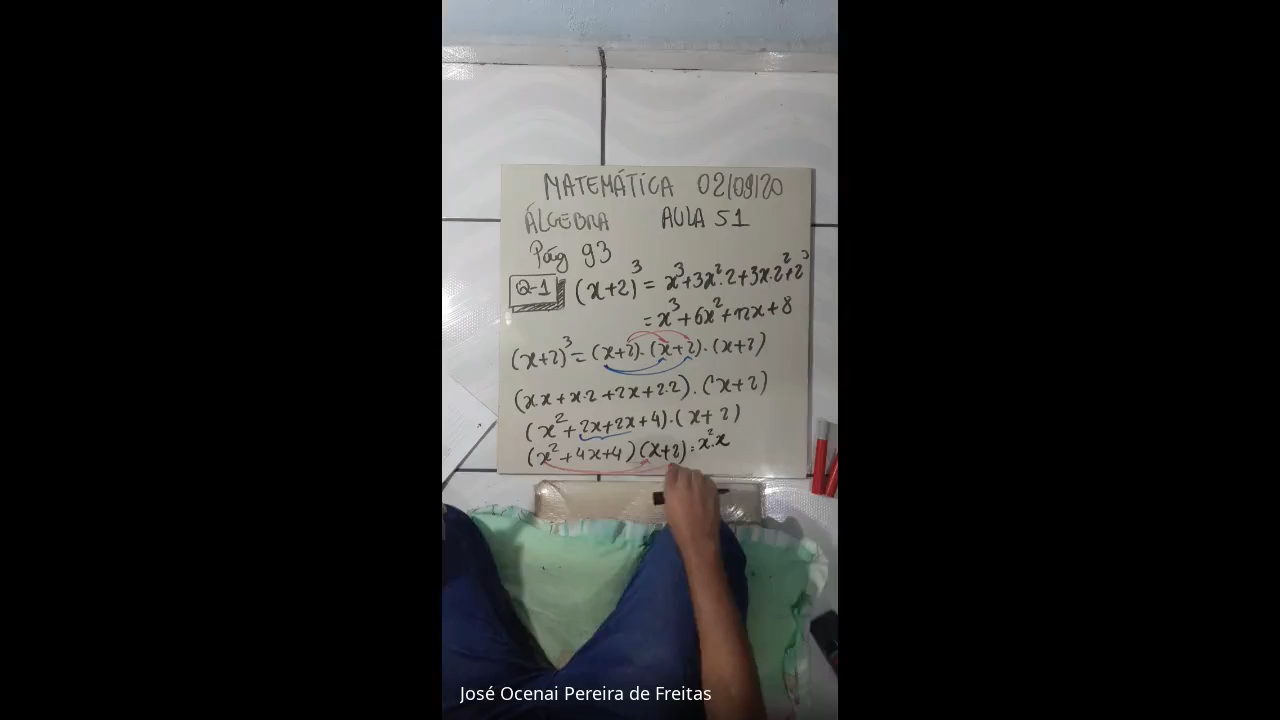 MATEMÁTICA 02/09/20
ÁLGEBRA AULA 51
Pág 93
Q-1 (x+2)³ = x³+3x².2+3x.2²+2³
= x³+6x²+12x+8
(x+2)³ = (x+2).(x+2).(x+2)
(x.x+x.2+2x+2.2).(x+2)
(x²+2x+2x+4).(x+2)
(x²+4x+4)(x+2)= x².x
José Ocenai Pereira de Freitas